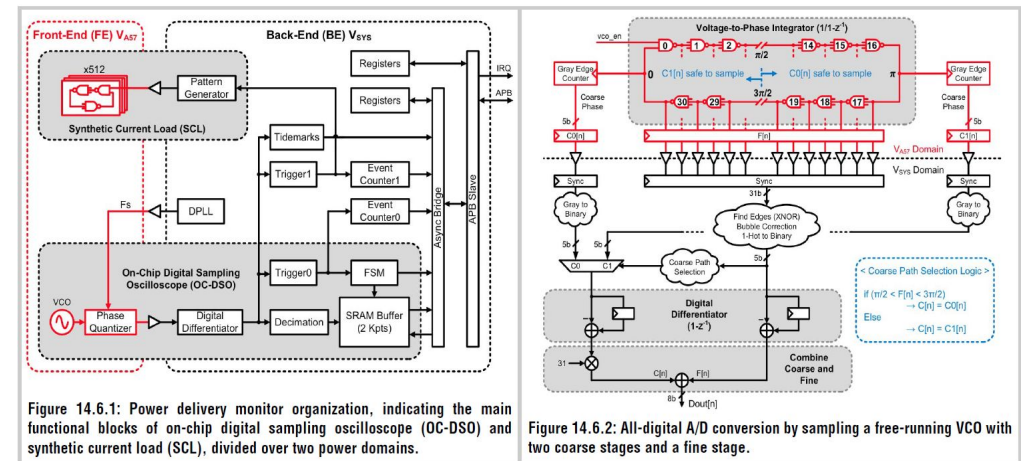 Front-End (FE) VA57
Back-End (BE) VSYS
x512
Pattern
Generator
Synthetic Current Load (SCL)
Registers
Registers
IRQ
APB
Tidemarks
Trigger1
Event
Counter1
Event
Counter0
Async Bridge
APB Slave
Fs
DPLL
On-Chip Digital Sampling
Oscilloscope (OC-DSO)
Trigger0
FSM
VCO
Phase
Quantizer
Digital
Differentiator
Decimation
SRAM Buffer
(2 Kpts)
Figure 14.6.1: Power delivery monitor organization, indicating the main
functional blocks of on-chip digital sampling oscilloscope (OC-DSO) and
synthetic current load (SCL), divided over two power domains.
Voltage-to-Phase Integrator (1/1-z-1)
vco_en
0 1 2 π/2 14 15 16
Gray Edge
Counter
0
C1[n] safe to sample
C0[n] safe to sample
π
Gray Edge
Counter
3π/2
30 29 19 18 17
Coarse
Phase
Coarse
Phase
5b
5b
C0[n]
F[n]
C1[n]
VA57 Domain
VSYS Domain
Sync
Sync
Sync
31b
Gray to
Binary
Find Edges (XNOR)
Bubble Correction
1-Hot to Binary
Gray to
Binary
5b
5b
5b
C0 C1
Coarse Path
Selection
< Coarse Path Selection Logic >
if (π/2 < F[n] < 3π/2)
→ C[n] = C0[n]
Else
→ C[n] = C1[n]
Digital
Differentiator
(1-z-1)
31
C[n]
F[n]
Combine
Coarse and
Fine
8b
Dout[n]
Figure 14.6.2: All-digital A/D conversion by sampling a free-running VCO with
two coarse stages and a fine stage.